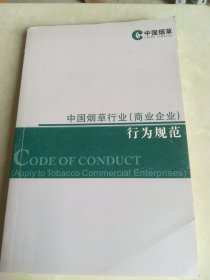 中国烟草
中国烟草行业(商业企业)
行为规范
CODE OF CONDUCT
(Apply to Tobacco Commercial Enterprises)